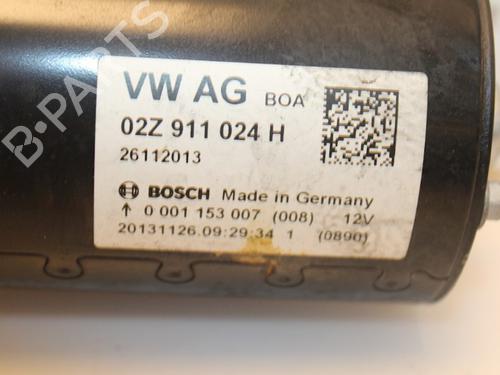 VW AG BOA
02Z 911 024 H
26112013
BOSCH Made in Germany
↑ 0 001 153 007 (008) 12V
20131126.09:29:34 1 (0890)
B-PARTS